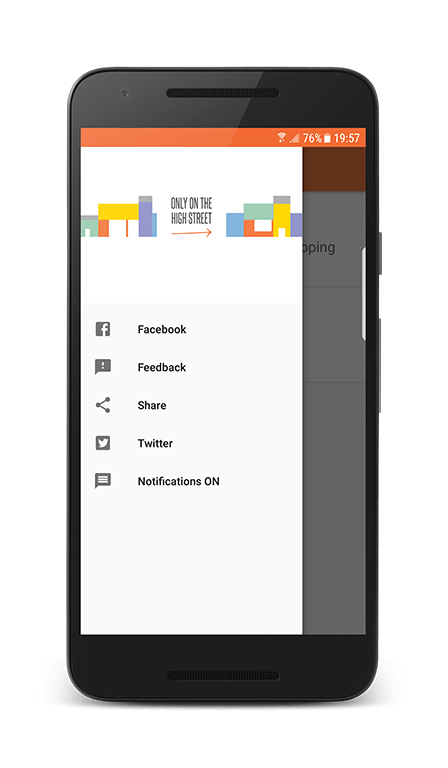 76% 19:57
ONLY ON THE
HIGH STREET
pping
Facebook
Feedback
Share
Twitter
Notifications ON